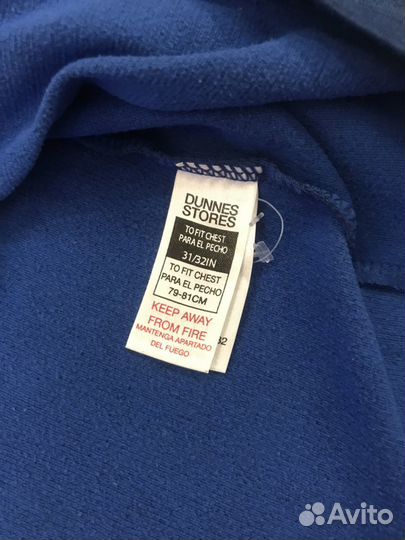 DUNNES
STORES
TO FIT CHEST
PARA EL PECHO
31/32IN
TO FIT CHEST
PARA EL PECHO
79-81CM
KEEP AWAY
FROM FIRE
MANTENGA APARTADO
DEL FUEGO
Avito